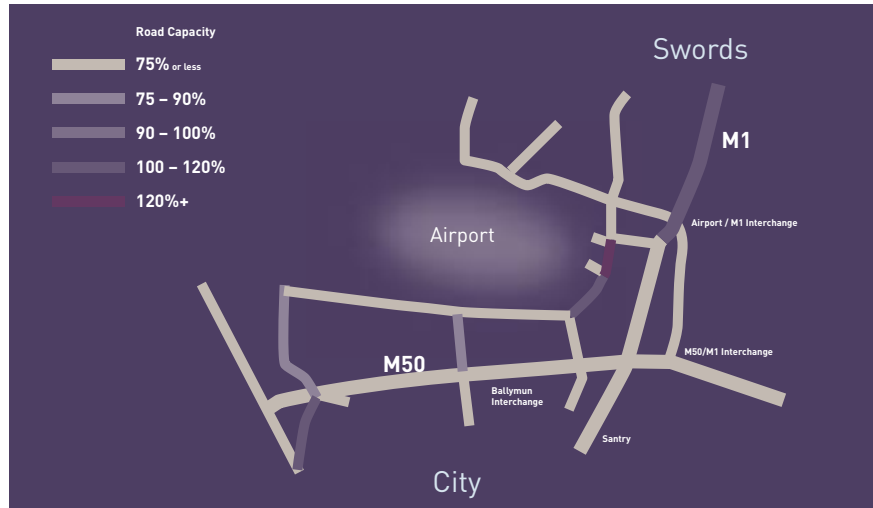 Road Capacity
75% or less
75 – 90%
90 – 100%
100 – 120%
120%+
Swords
M1
Airport / M1 Interchange
Airport
M50/M1 Interchange
M50
Ballymun
Interchange
Santry
City